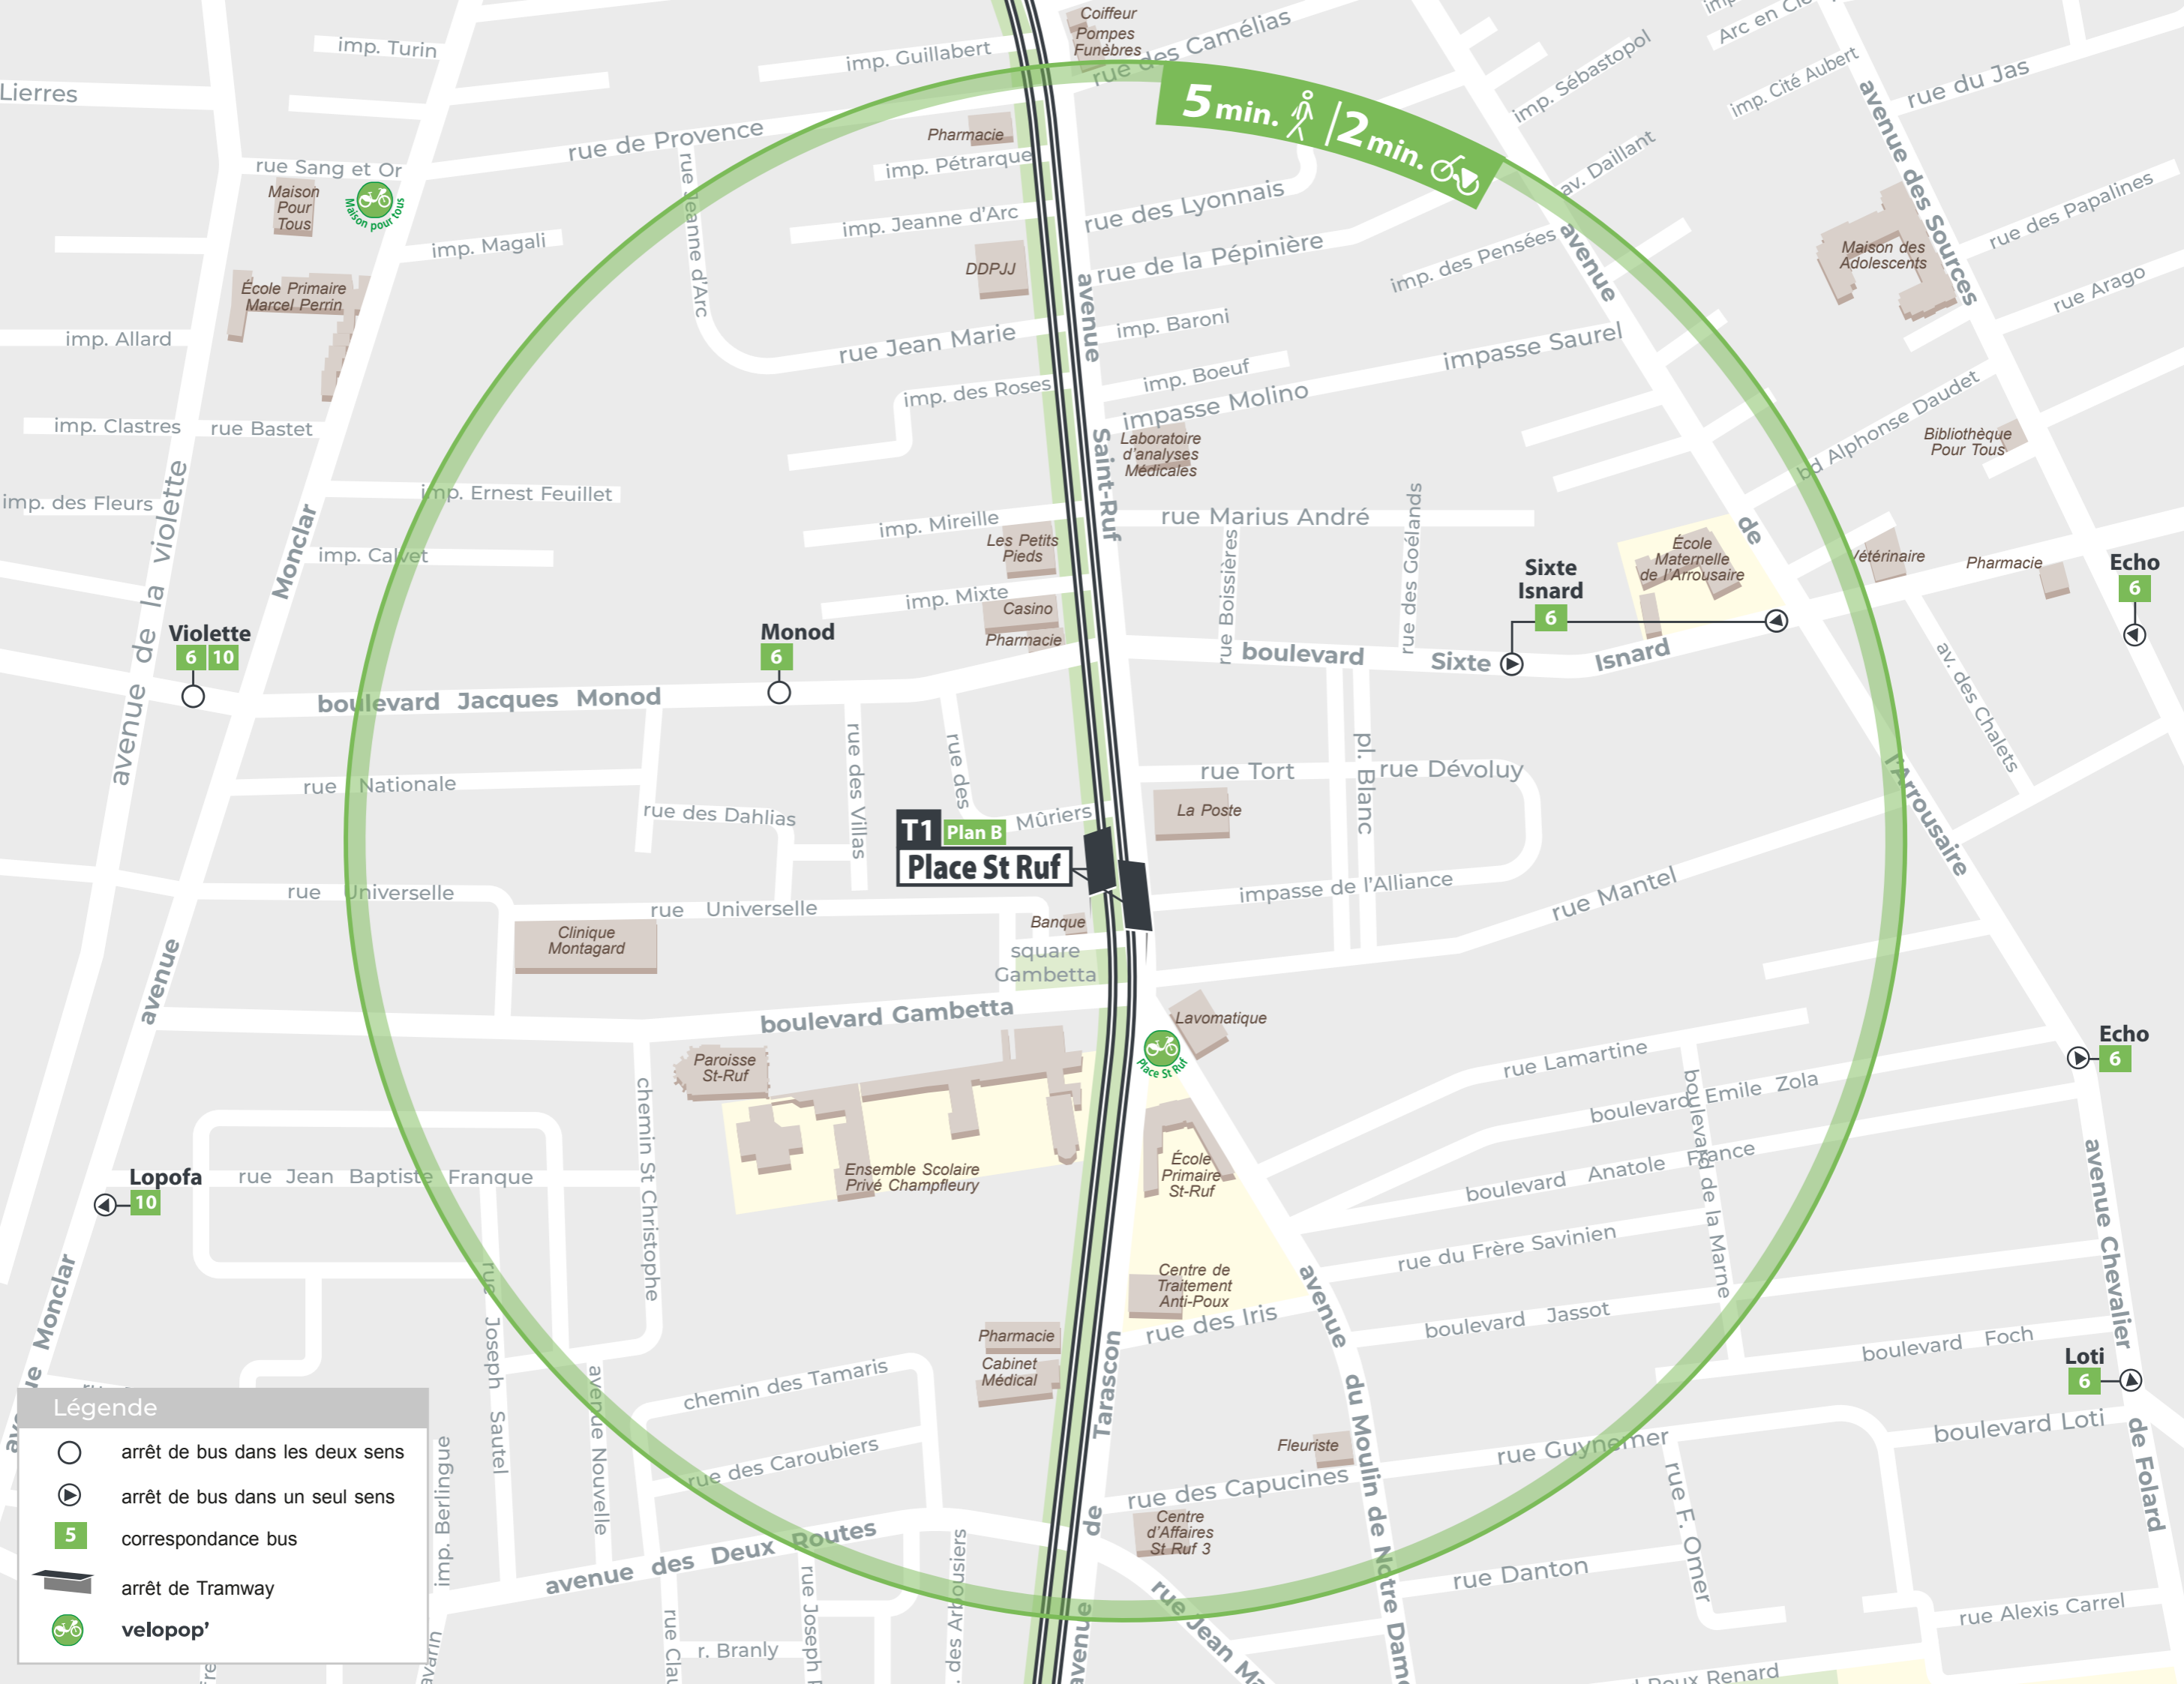 Coiffeur
Pompes
Funèbres
rue des Camélias
imp. Turin
imp. Guillabert
Arc en
imp. Sébastopol
imp. Cité Aubert
rue du Jas
Lierres
5 min. / 2 min.
rue de Provence
Pharmacie
imp. Pétrarque
rue Sang et Or
Maison
Pour
Tous
Maison pour tous
rue Jeanne d'Arc
imp. Jeanne d'Arc
rue des Lyonnais
av. Daillant
avenue des Sources
rue des Papalines
imp. Magali
DDPJJ
rue de la Pépinière
imp. des Pensées
avenue
Maison des
Adolescents
rue Arago
École Primaire
Marcel Perrin
avenue
imp. Baroni
imp. Allard
rue Jean Marie
impasse Saurel
imp. Boeuf
imp. des Roses
impasse Molino
bd Alphonse Daudet
imp. Clastres
rue Bastet
Laboratoire
d'analyses
Médicales
Saint-Ruf
Bibliothèque
Pour Tous
imp. des Fleurs
imp. Ernest Feuillet
avenue de la violette
Monclar
imp. Mireille
rue Marius André
rue des Goélands
de
imp. Calvet
Les Petits
Pieds
rue Boissières
École
Maternelle
de l'Arrousaire
Vétérinaire
Pharmacie
Echo
6
Sixte
Isnard
6
imp. Mixte
Casino
Pharmacie
Violette
6 10
Monod
6
boulevard Sixte Isnard
boulevard Jacques Monod
av. des Chalets
rue Nationale
rue des Dahlias
rue des Villas
rue des Mûriers
rue Tort
pl. Blanc
rue Dévoluy
l'Arrousaire
La Poste
T1 Plan B
Place St Ruf
rue Universelle
rue Universelle
impasse de l'Alliance
rue Mantel
Clinique
Montagard
Banque
square
Gambetta
avenue
boulevard Gambetta
Lavomatique
Place St Ruf
Paroisse
St-Ruf
rue Lamartine
Echo
6
boulevard Emile Zola
boulevard de la Marne
chemin St Christophe
boulevard Anatole France
Ensemble Scolaire
Privé Champfleury
École
Primaire
St-Ruf
Lopofa
10
rue Jean Baptiste Franque
avenue Chevalier
rue du Frère Savinien
Centre de
Traitement
Anti-Poux
rue Joseph Sautel
Monclar
rue des Iris
avenue
boulevard Jassot
boulevard Foch
Pharmacie
Cabinet
Médical
Tarascon
Loti
6
chemin des Tamaris
avenue Nouvelle
du Moulin de Notre Dame
boulevard Loti
de Folard
rue des Caroubiers
Fleuriste
rue Guynemer
rue des Capucines
Centre
d'Affaires
St Ruf 3
de
rue F. Omer
imp. Berlingue
avenue des Deux Routes
rue Danton
rue Joseph
des Arbousiers
avenue
rue Jean
rue Alexis Carrel
r. Branly
Renard
Légende
arrêt de bus dans les deux sens
arrêt de bus dans un seul sens
5 correspondance bus
arrêt de Tramway
velopop'